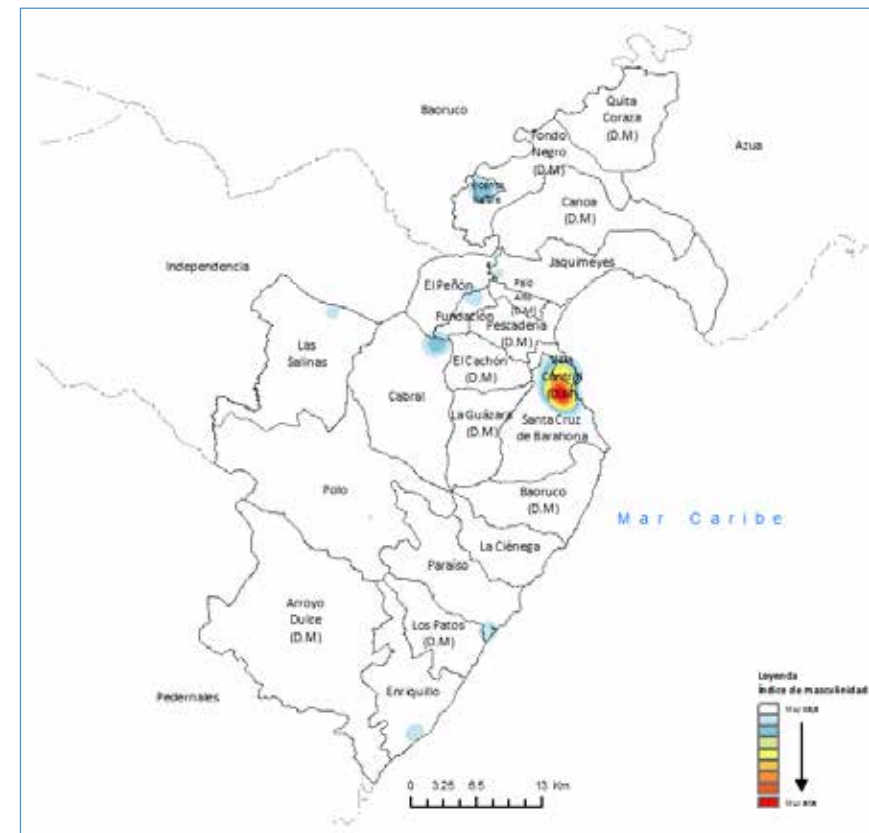 Quita
Coraza
(D.M)
Baoruco
Azua
Fondo
Negro
(D.M)
Canoa
(D.M)
Jaquimeyes
Independencia
El Peñón
Palo
Alto
(D.M)
Fundación
Pescadería
(D.M)
Las
Salinas
El Cachón
(D.M)
Villa
Central
(D.M)
Cabral
La Guázara
(D.M)
Santa Cruz
de Barahona
Polo
Baoruco
(D.M)
Mar Caribe
La Ciénega
Paraíso
Arroyo
Dulce
(D.M)
Los Patos
(D.M)
Enriquillo
Pedernales
Leyenda
Índice de masculinidad
0 3.25 6.5 13 Km